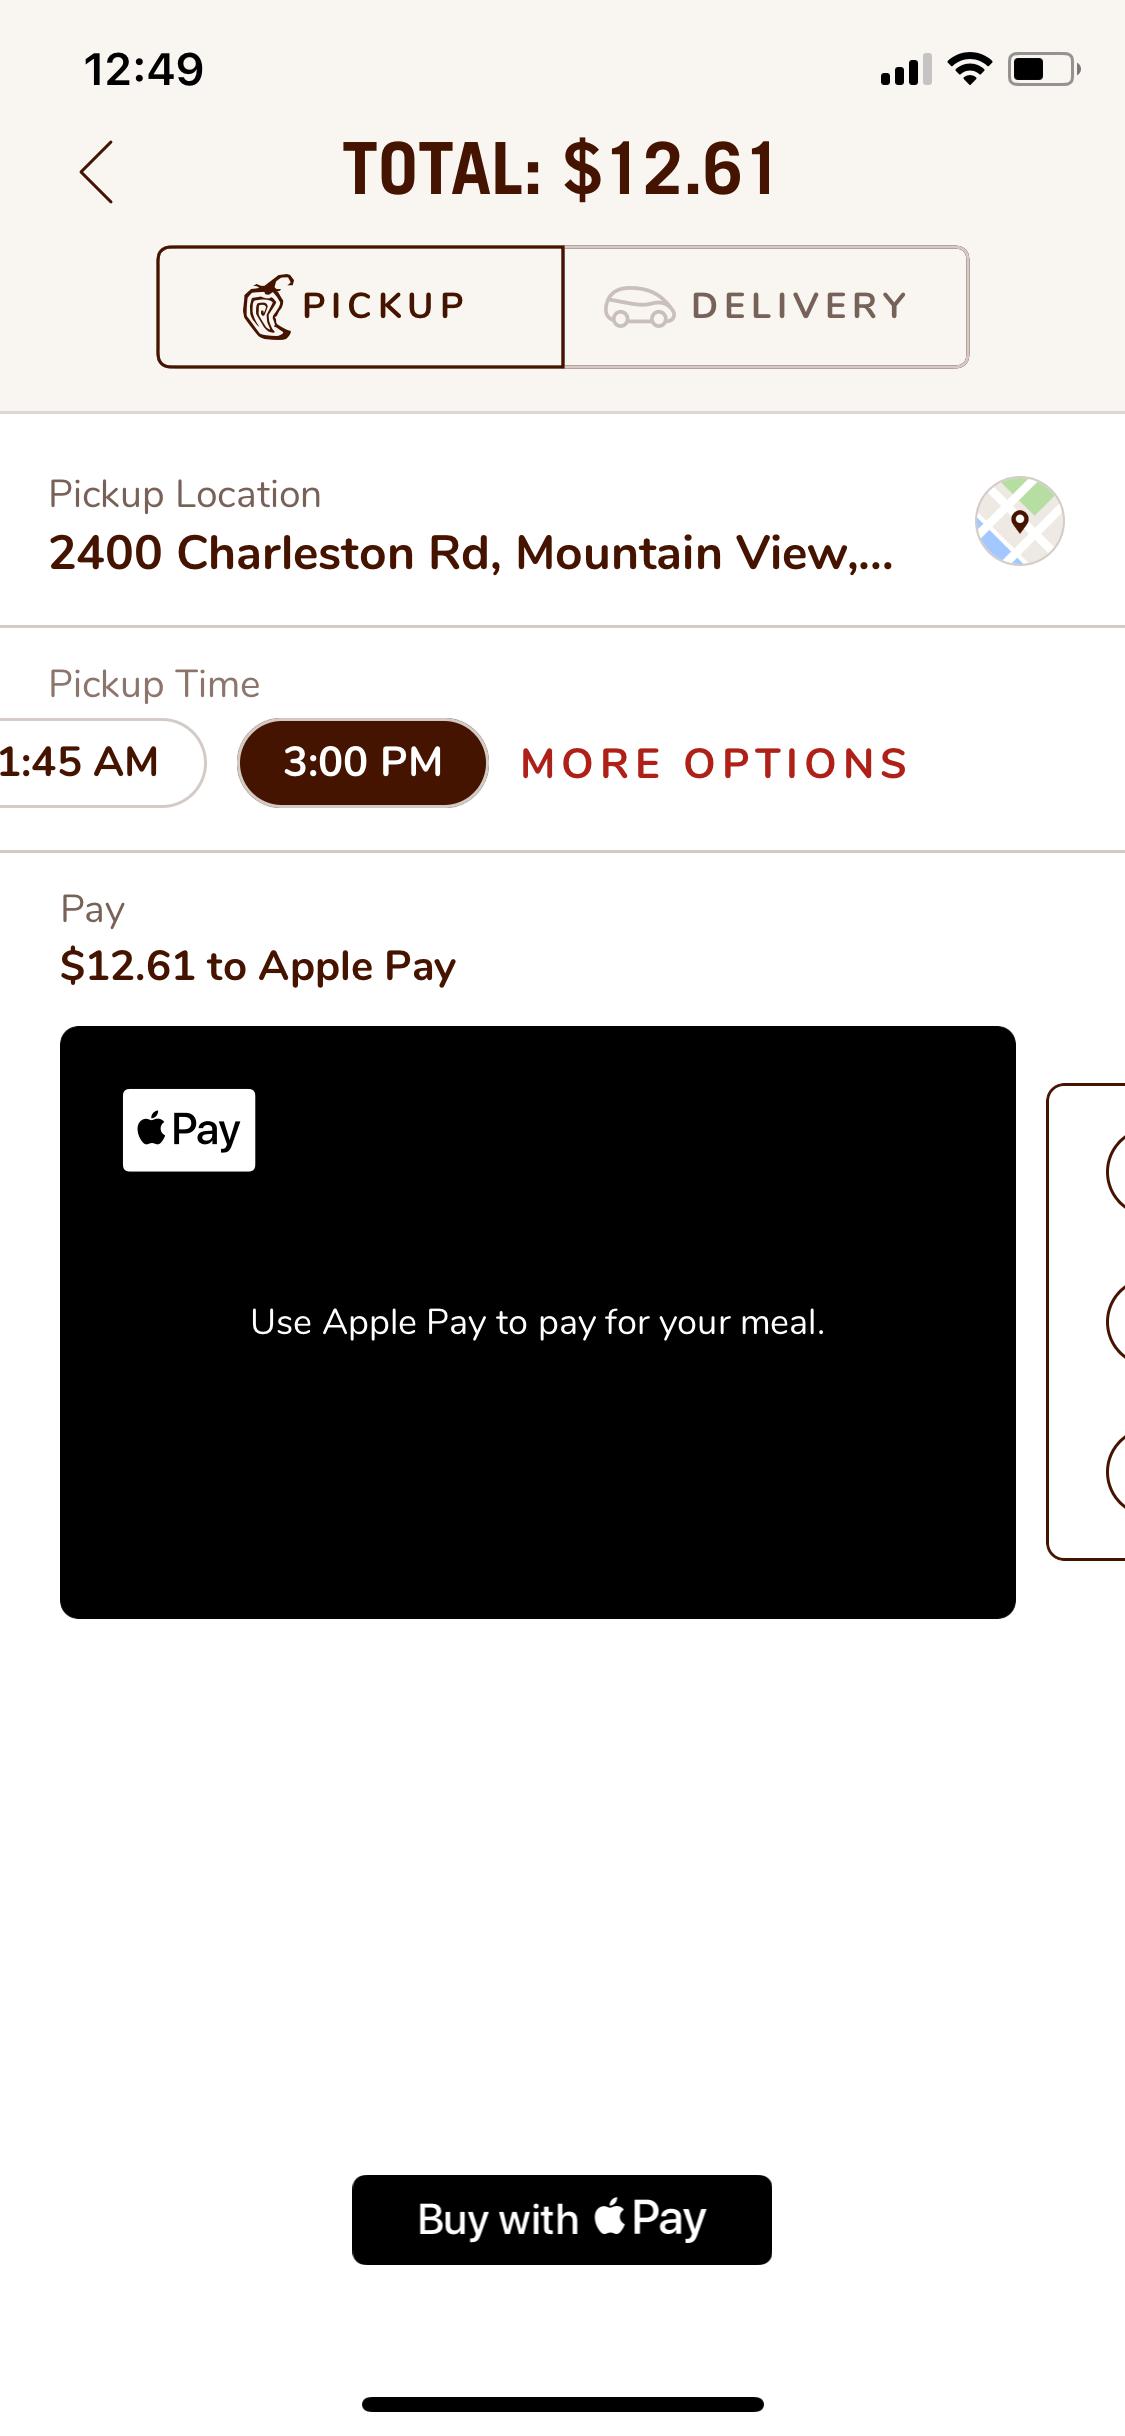 12:49
TOTAL: $12.61
PICKUP
DELIVERY
Pickup Location
2400 Charleston Rd, Mountain View,...
Pickup Time
1:45 AM
3:00 PM
MORE OPTIONS
Pay
$12.61 to Apple Pay
Pay
Use Apple Pay to pay for your meal.
Buy with Pay